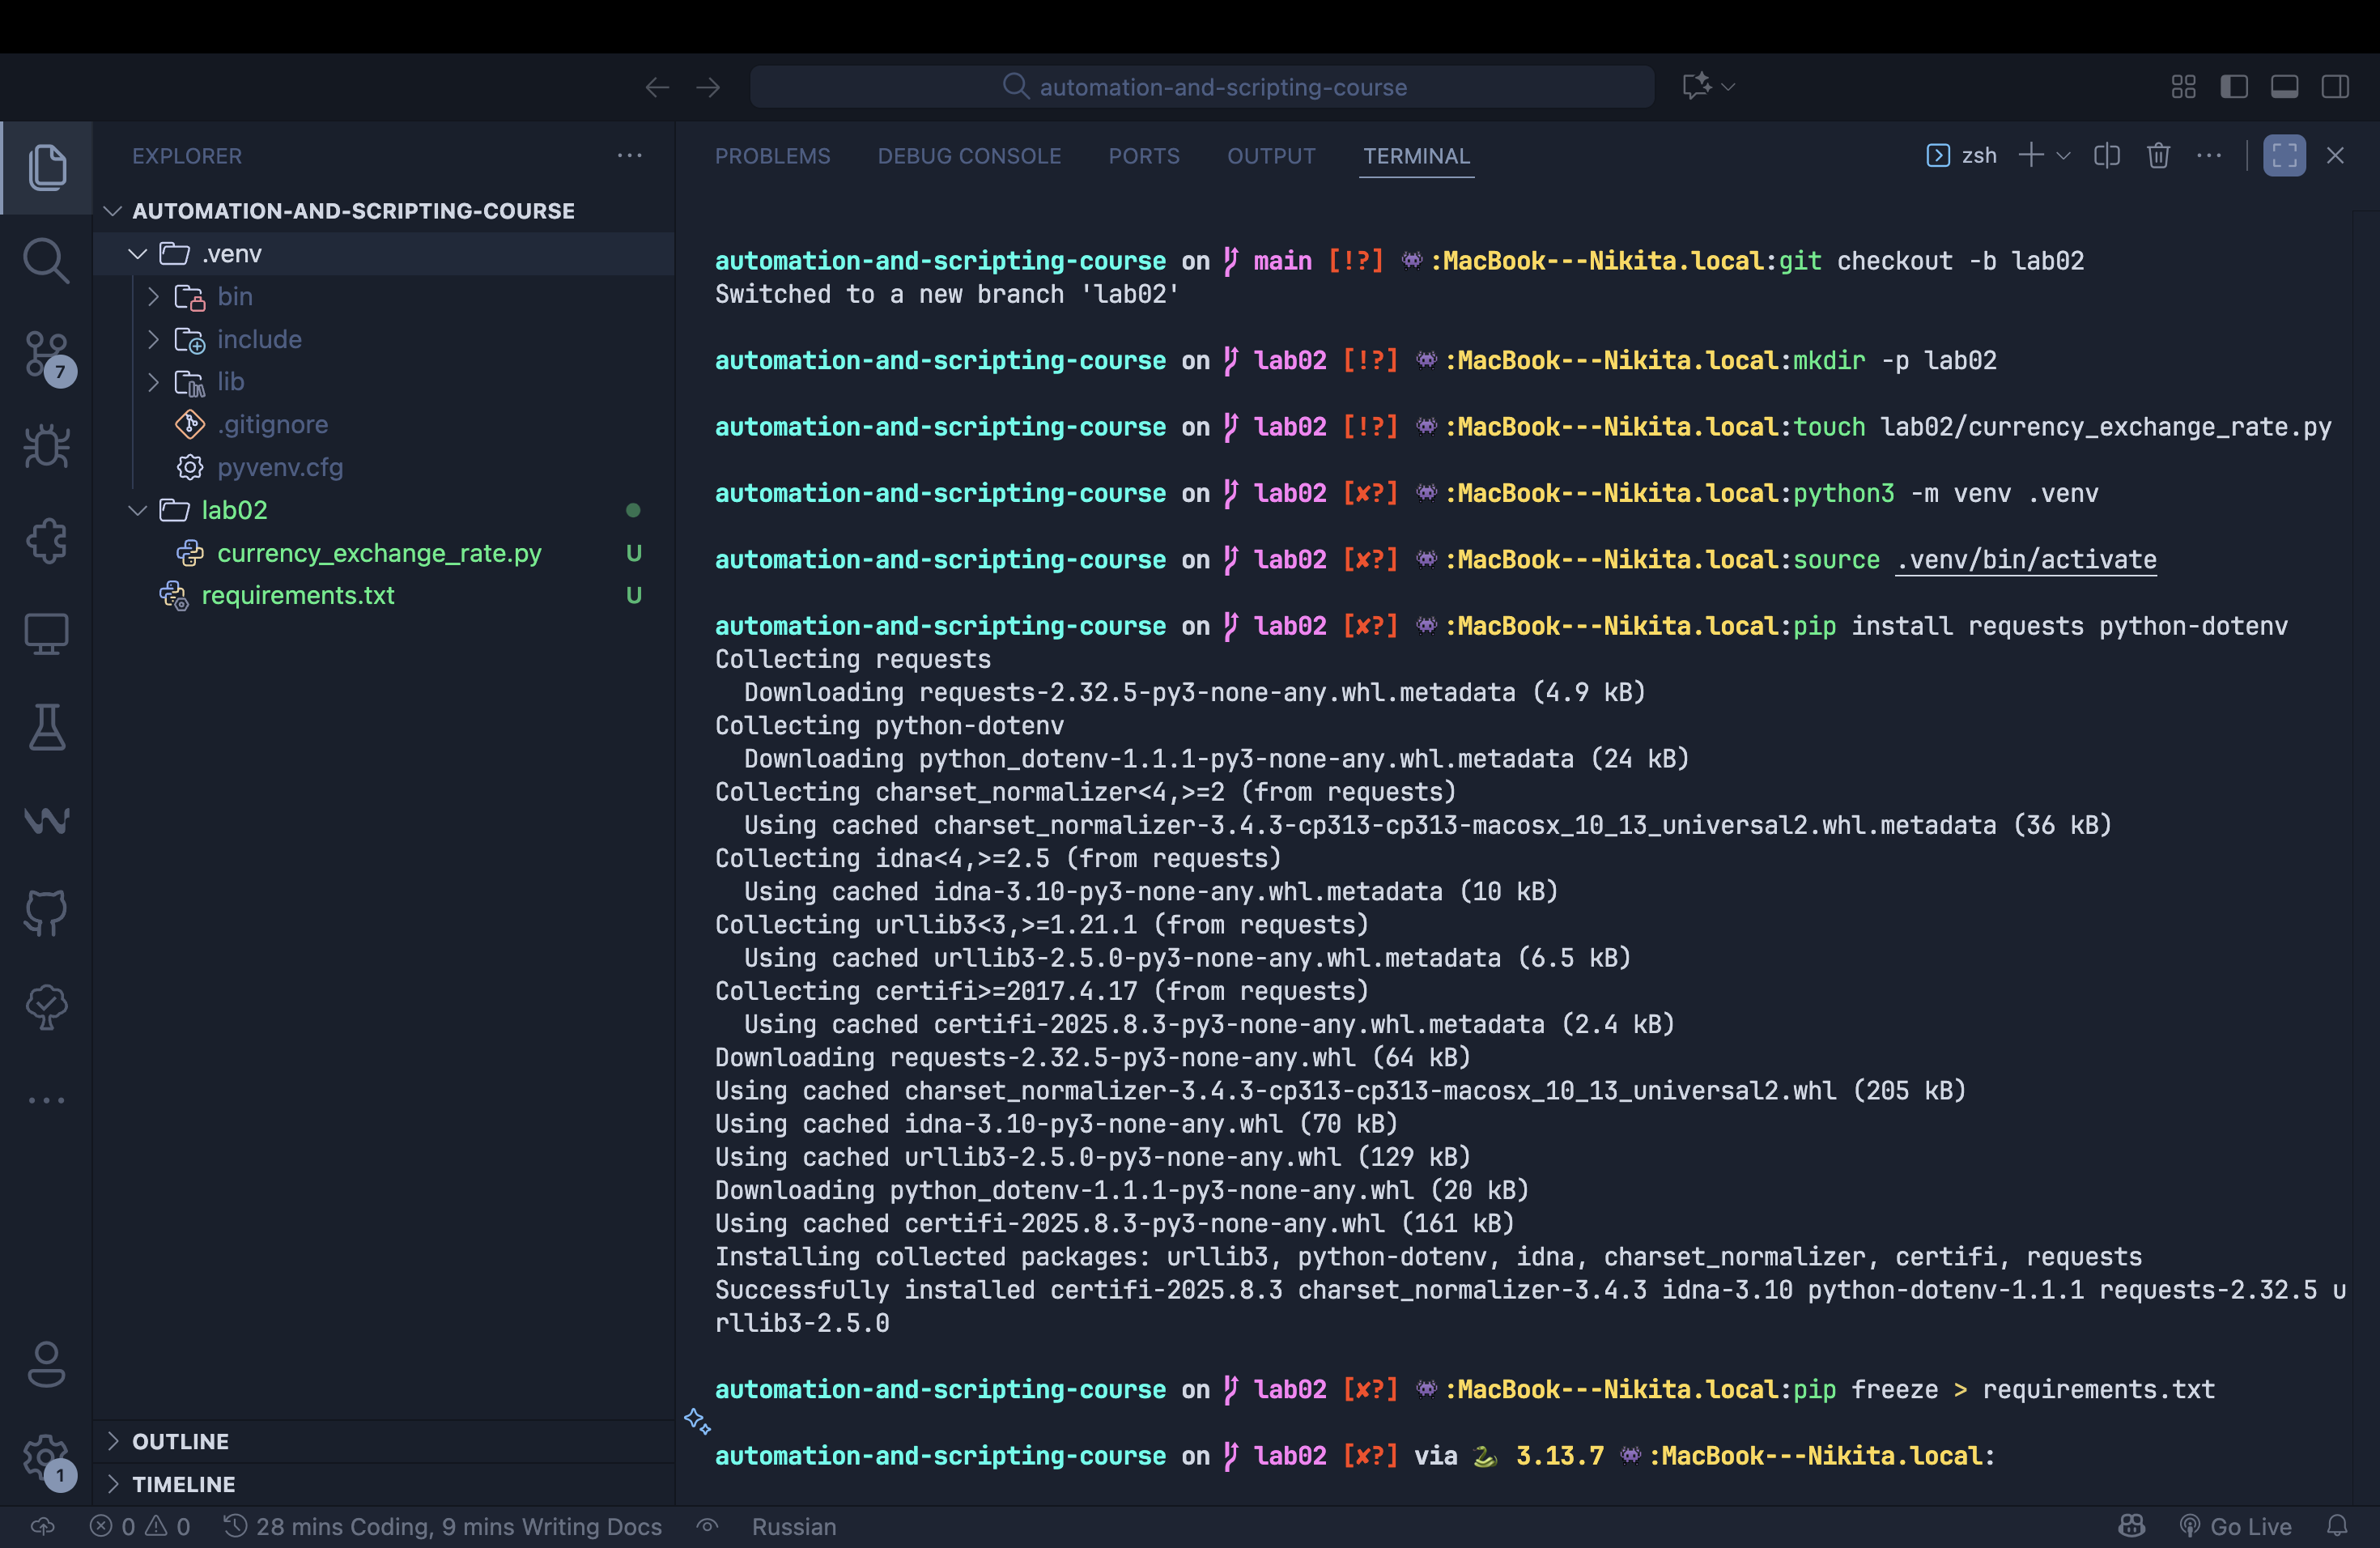 automation-and-scripting-course
EXPLORER
AUTOMATION-AND-SCRIPTING-COURSE
.venv
bin
include
lib
.gitignore
pyvenv.cfg
lab02
currency_exchange_rate.py U
requirements.txt U
OUTLINE
TIMELINE
7
1
PROBLEMS DEBUG CONSOLE PORTS OUTPUT TERMINAL zsh
automation-and-scripting-course on main [!?] 👾:MacBook---Nikita.local:git checkout -b lab02
Switched to a new branch 'lab02'
automation-and-scripting-course on lab02 [!?] 👾:MacBook---Nikita.local:mkdir -p lab02
automation-and-scripting-course on lab02 [!?] 👾:MacBook---Nikita.local:touch lab02/currency_exchange_rate.py
automation-and-scripting-course on lab02 [✘?] 👾:MacBook---Nikita.local:python3 -m venv .venv
automation-and-scripting-course on lab02 [✘?] 👾:MacBook---Nikita.local:source .venv/bin/activate
automation-and-scripting-course on lab02 [✘?] 👾:MacBook---Nikita.local:pip install requests python-dotenv
Collecting requests
  Downloading requests-2.32.5-py3-none-any.whl.metadata (4.9 kB)
Collecting python-dotenv
  Downloading python_dotenv-1.1.1-py3-none-any.whl.metadata (24 kB)
Collecting charset_normalizer<4,>=2 (from requests)
  Using cached charset_normalizer-3.4.3-cp313-cp313-macosx_10_13_universal2.whl.metadata (36 kB)
Collecting idna<4,>=2.5 (from requests)
  Using cached idna-3.10-py3-none-any.whl.metadata (10 kB)
Collecting urllib3<3,>=1.21.1 (from requests)
  Using cached urllib3-2.5.0-py3-none-any.whl.metadata (6.5 kB)
Collecting certifi>=2017.4.17 (from requests)
  Using cached certifi-2025.8.3-py3-none-any.whl.metadata (2.4 kB)
Downloading requests-2.32.5-py3-none-any.whl (64 kB)
Using cached charset_normalizer-3.4.3-cp313-cp313-macosx_10_13_universal2.whl (205 kB)
Using cached idna-3.10-py3-none-any.whl (70 kB)
Using cached urllib3-2.5.0-py3-none-any.whl (129 kB)
Downloading python_dotenv-1.1.1-py3-none-any.whl (20 kB)
Using cached certifi-2025.8.3-py3-none-any.whl (161 kB)
Installing collected packages: urllib3, python-dotenv, idna, charset_normalizer, certifi, requests
Successfully installed certifi-2025.8.3 charset_normalizer-3.4.3 idna-3.10 python-dotenv-1.1.1 requests-2.32.5 u
rllib3-2.5.0
automation-and-scripting-course on lab02 [✘?] 👾:MacBook---Nikita.local:pip freeze > requirements.txt
automation-and-scripting-course on lab02 [✘?] via 🐍 3.13.7 👾:MacBook---Nikita.local:
0 0 28 mins Coding, 9 mins Writing Docs Russian Go Live